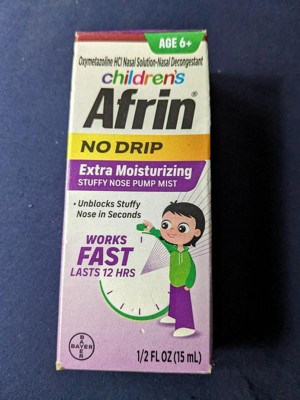 AGE 6+
Oxymetazoline HCl Nasal Solution-Nasal Decongestant
children's
Afrin®
NO DRIP
Extra Moisturizing
STUFFY NOSE PUMP MIST
• Unblocks Stuffy
Nose in Seconds
WORKS
FAST
LASTS 12 HRS
BAYER
BAYER
1/2 FL OZ (15 mL)